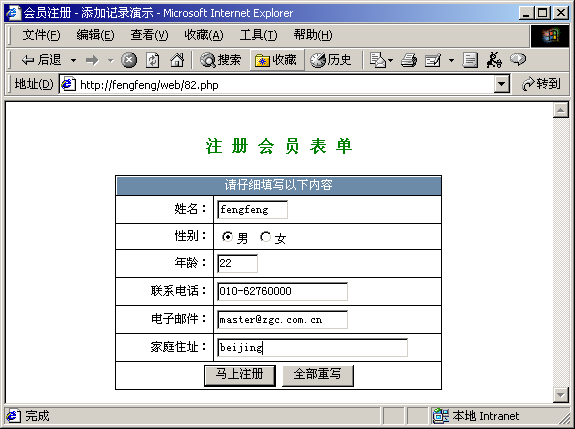 会员注册 - 添加记录演示 - Microsoft Internet Explorer
文件(F) 编辑(E) 查看(V) 收藏(A) 工具(T) 帮助(H)
后退 搜索 收藏 历史
地址(D) http://fengfeng/web/82.php 转到
注 册 会 员 表 单
请仔细填写以下内容
姓名： fengfeng
性别： 男 女
年龄： 22
联系电话： 010-62760000
电子邮件： master@zgc.com.cn
家庭住址： beijing
马上注册 全部重写
完成 本地 Intranet